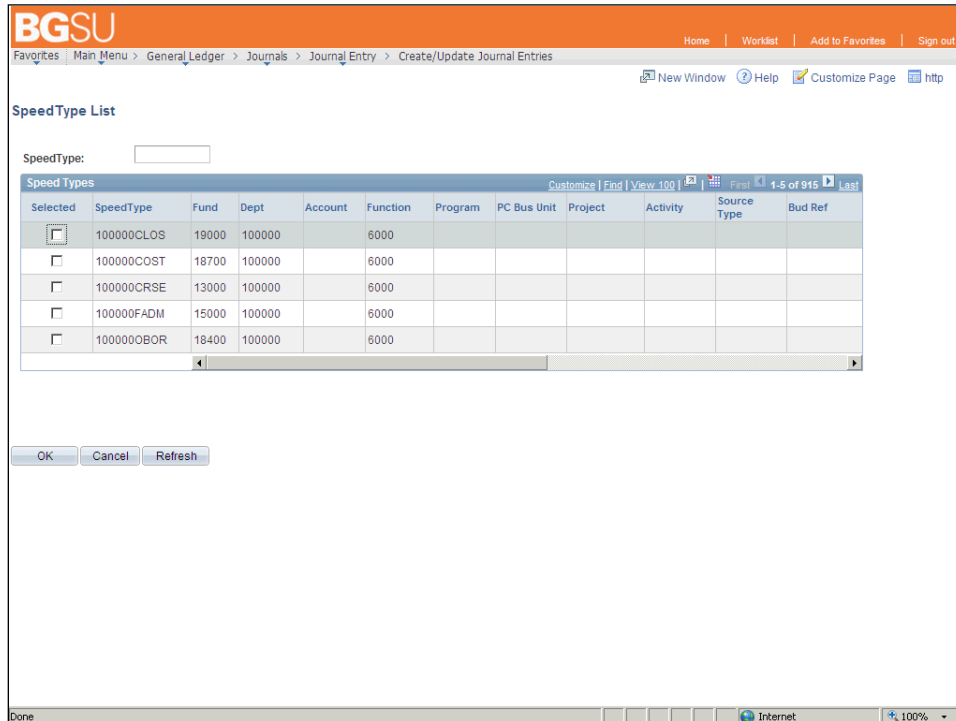 BGSU
Home | Worklist | Add to Favorites | Sign out
Favorites | Main Menu > General Ledger > Journals > Journal Entry > Create/Update Journal Entries
New Window ? Help Customize Page http
SpeedType List
SpeedType:
Speed Types Customize | Find | View 100 | | First 1-5 of 915 Last
Selected SpeedType Fund Dept Account Function Program PC Bus Unit Project Activity Source Type Bud Ref
100000CLOS 19000 100000 6000
100000COST 18700 100000 6000
100000CRSE 13000 100000 6000
100000FADM 15000 100000 6000
100000OBOR 18400 100000 6000
OK Cancel Refresh
Done Internet 100%